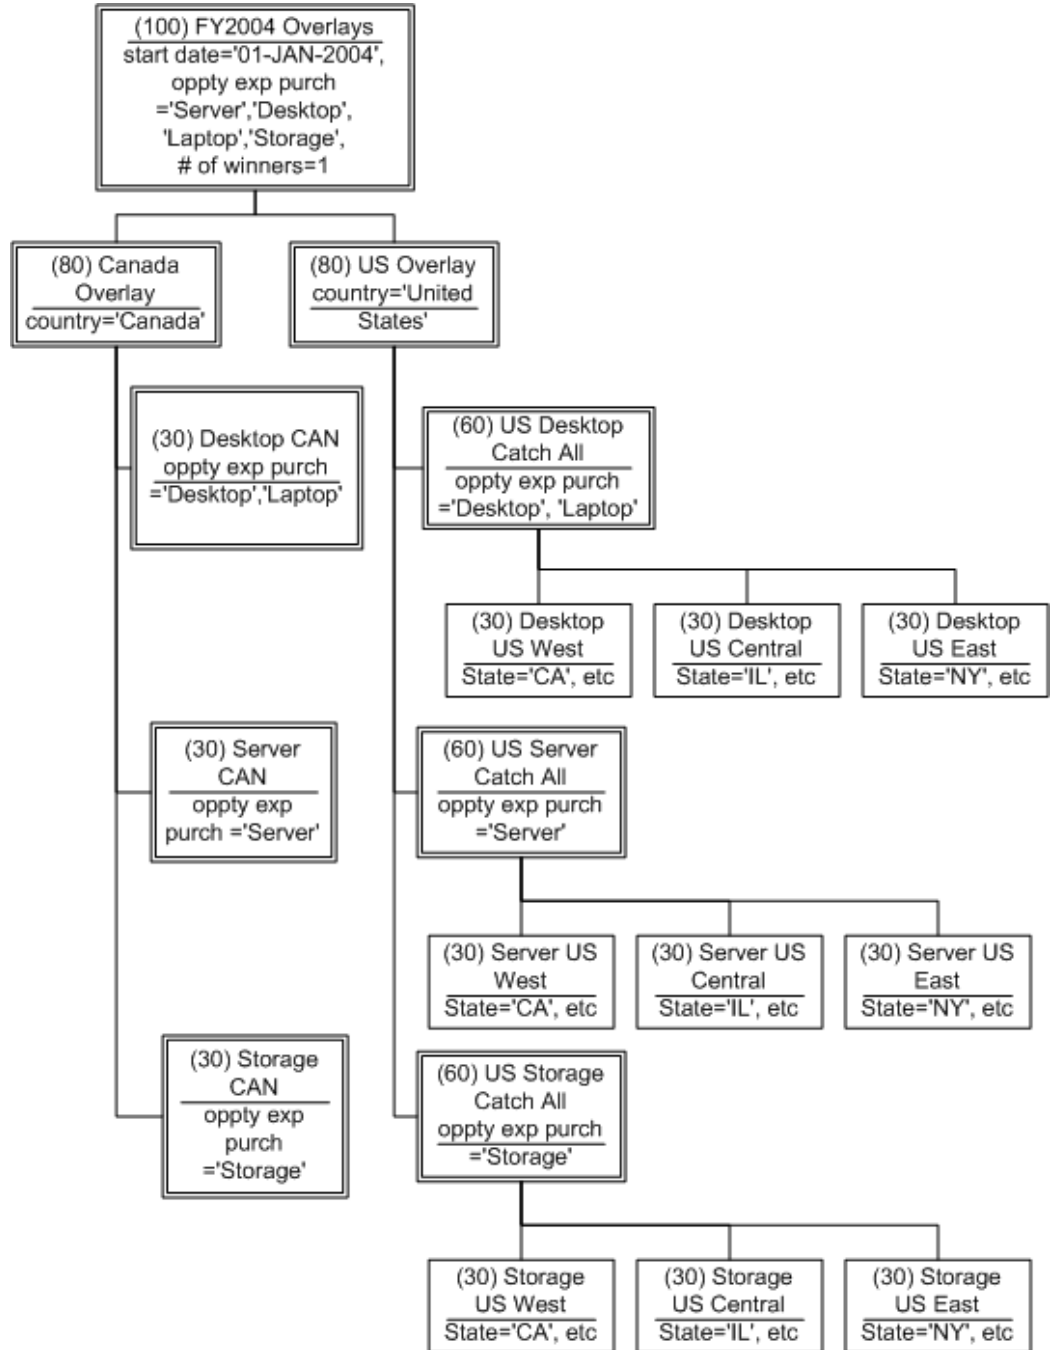 (100) FY2004 Overlays
start date='01-JAN-2004',
oppty exp purch
='Server','Desktop',
'Laptop','Storage',
# of winners=1
(80) Canada
Overlay
country='Canada'
(80) US Overlay
country='United
States'
(30) Desktop CAN
oppty exp purch
='Desktop','Laptop'
(60) US Desktop
Catch All
oppty exp purch
='Desktop', 'Laptop'
(30) Desktop
US West
State='CA', etc
(30) Desktop
US Central
State='IL', etc
(30) Desktop
US East
State='NY', etc
(30) Server
CAN
oppty exp
purch ='Server'
(60) US Server
Catch All
oppty exp purch
='Server'
(30) Server US
West
State='CA', etc
(30) Server US
Central
State='IL', etc
(30) Server US
East
State='NY', etc
(30) Storage
CAN
oppty exp
purch
='Storage'
(60) US Storage
Catch All
oppty exp purch
='Storage'
(30) Storage
US West
State='CA', etc
(30) Storage
US Central
State='IL', etc
(30) Storage
US East
State='NY', etc